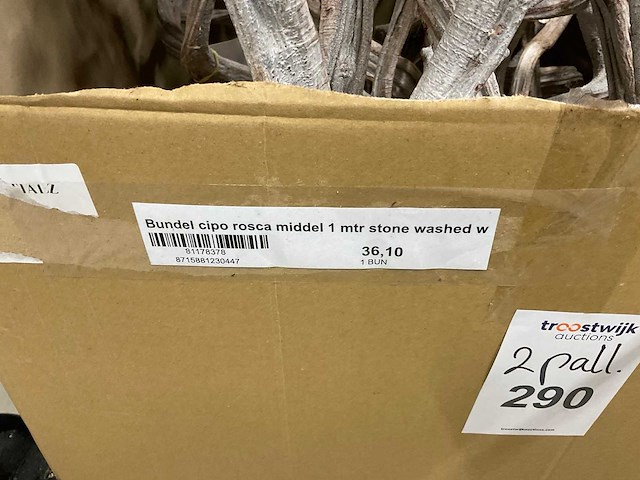 Bundel cipo rosca middel 1 mtr stone washed w
81178378
36,10
8715881230447
1 BUN
troostwijk
auctions
2 pall.
290